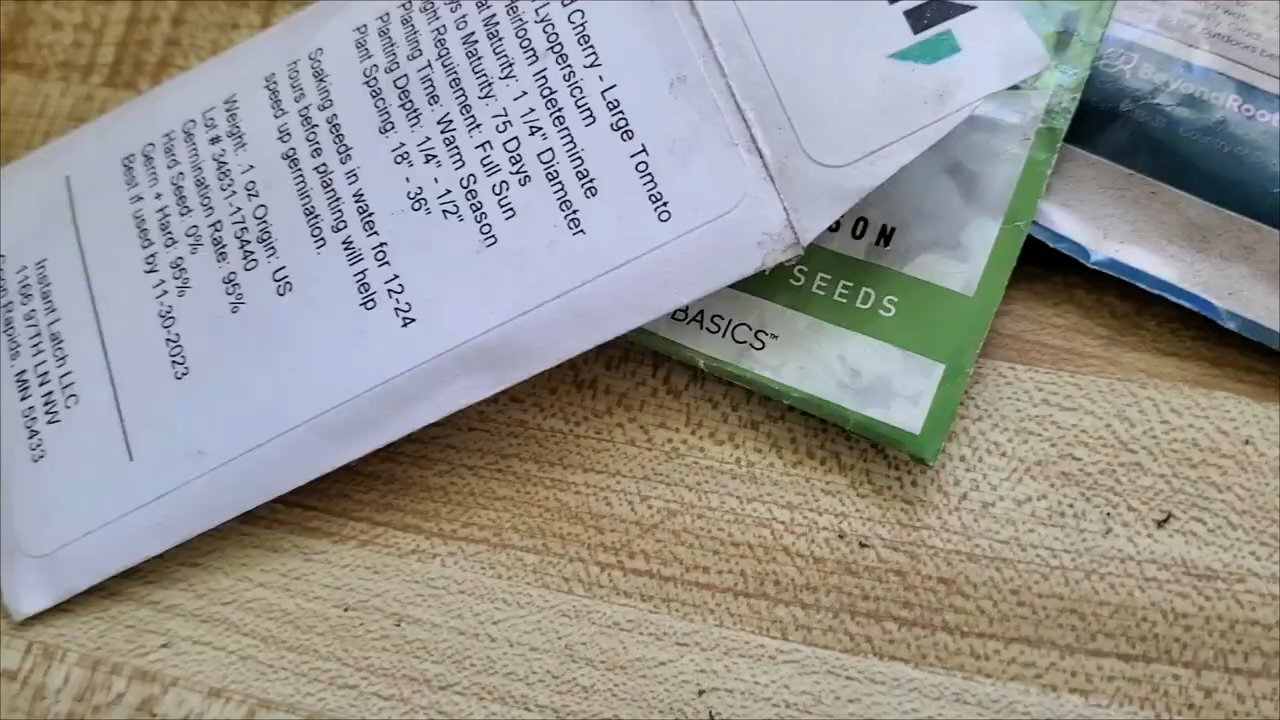 Cherry - Large Tomato
Lycopersicum
Heirloom Indeterminate
at Maturity: 1 1/4" Diameter
ys to Maturity: 75 Days
ght Requirement: Full Sun
Planting Time: Warm Season
Planting Depth: 1/4" - 1/2"
Plant Spacing: 18" - 36"
Soaking seeds in water for 12-24
hours before planting will help
speed up germination.
Weight: .1 oz Origin: US
Lot # 34831-175440
Germination Rate: 95%
Hard Seed: 0%
Germ + Hard: 95%
Best if used by 11-30-2023
Instant Latch LLC
1166 97TH LN NW
Rapids, MN 55433
SON
SEEDS
BASICS™
BeyondRoot
outdoors